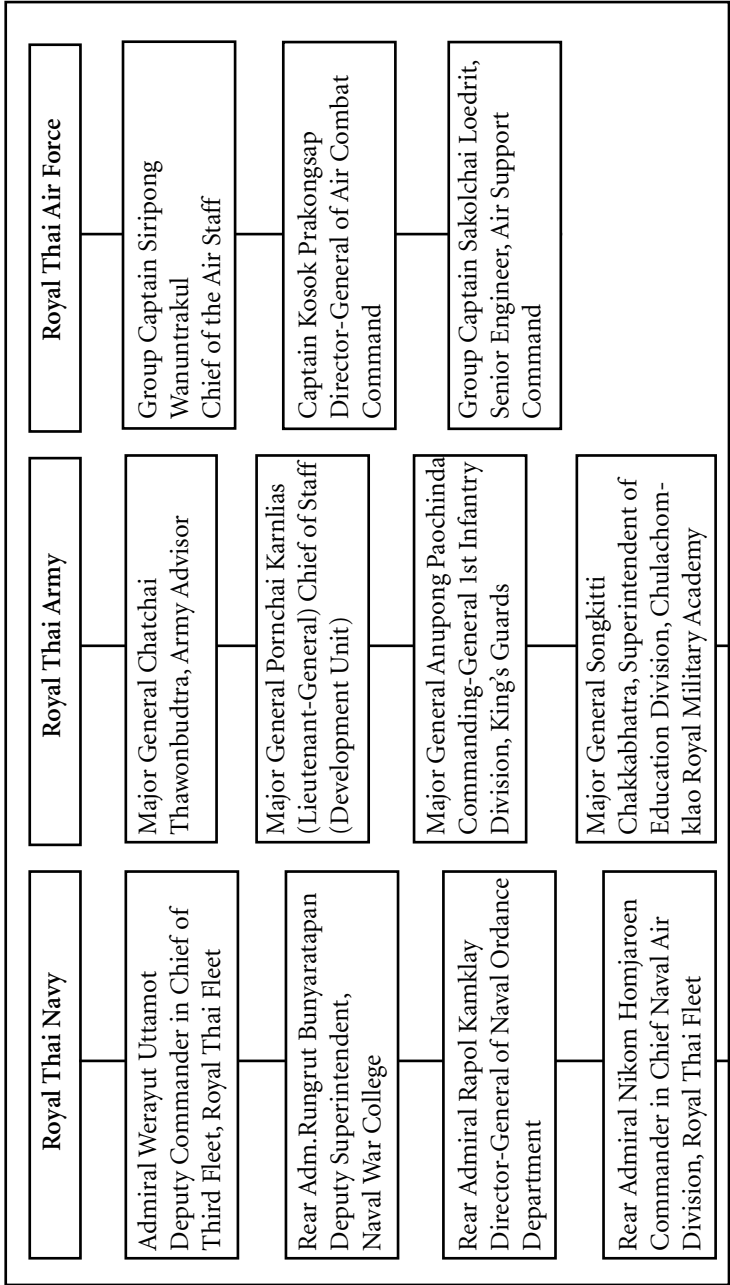 Royal Thai Navy
Admiral Werayut Uttamot
Deputy Commander in Chief of
Third Fleet, Royal Thai Fleet
Rear Adm.Rungrut Bunyaratapan
Deputy Superintendent,
Naval War College
Rear Admiral Rapol Kamklay
Director-General of Naval Ordance
Department
Rear Admiral Nikom Homjaroen
Commander in Chief Naval Air
Division, Royal Thai Fleet
Royal Thai Army
Major General Chatchai
Thawonbudtra, Army Advisor
Major General Pornchai Karnlias
(Lieutenant-General) Chief of Staff
(Development Unit)
Major General Anupong Paochinda
Commanding-General 1st Infantry
Division, King's Guards
Major General Songkitti
Chakkabhatra, Superintendent of
Education Division, Chulachom-
klao Royal Military Academy
Royal Thai Air Force
Group Captain Siripong
Wanuntrakul
Chief of the Air Staff
Captain Kosok Prakongsap
Director-General of Air Combat
Command
Group Captain Sakolchai Loedrit,
Senior Engineer, Air Support
Command